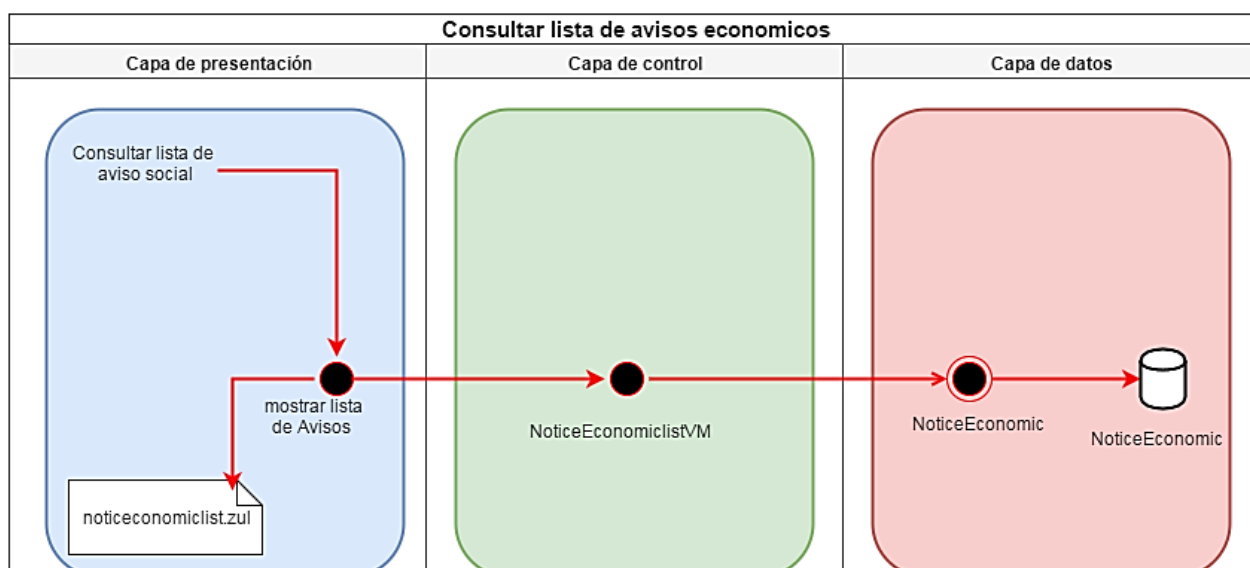 Consultar lista de avisos economicos
Capa de presentación
Capa de control
Capa de datos
Consultar lista de
aviso social
mostrar lista
de Avisos
noticeconomiclist.zul
NoticeEconomiclistVM
NoticeEconomic
NoticeEconomic